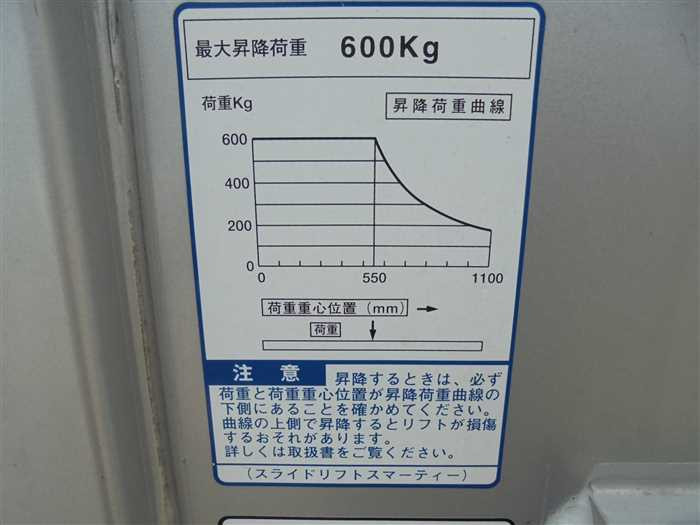 最大昇降荷重 600Kg
荷重Kg
昇降荷重曲線
600
400
200
0
0 550 1100
荷重重心位置(mm) →
荷重 ↓
注意 昇降するときは、必ず
荷重と荷重重心位置が昇降荷重曲線の
下側にあることを確かめてください。
曲線の上側で昇降するとリフトが損傷
するおそれがあります。
詳しくは取扱書をご覧ください。
(スライドリフトスマーティー)